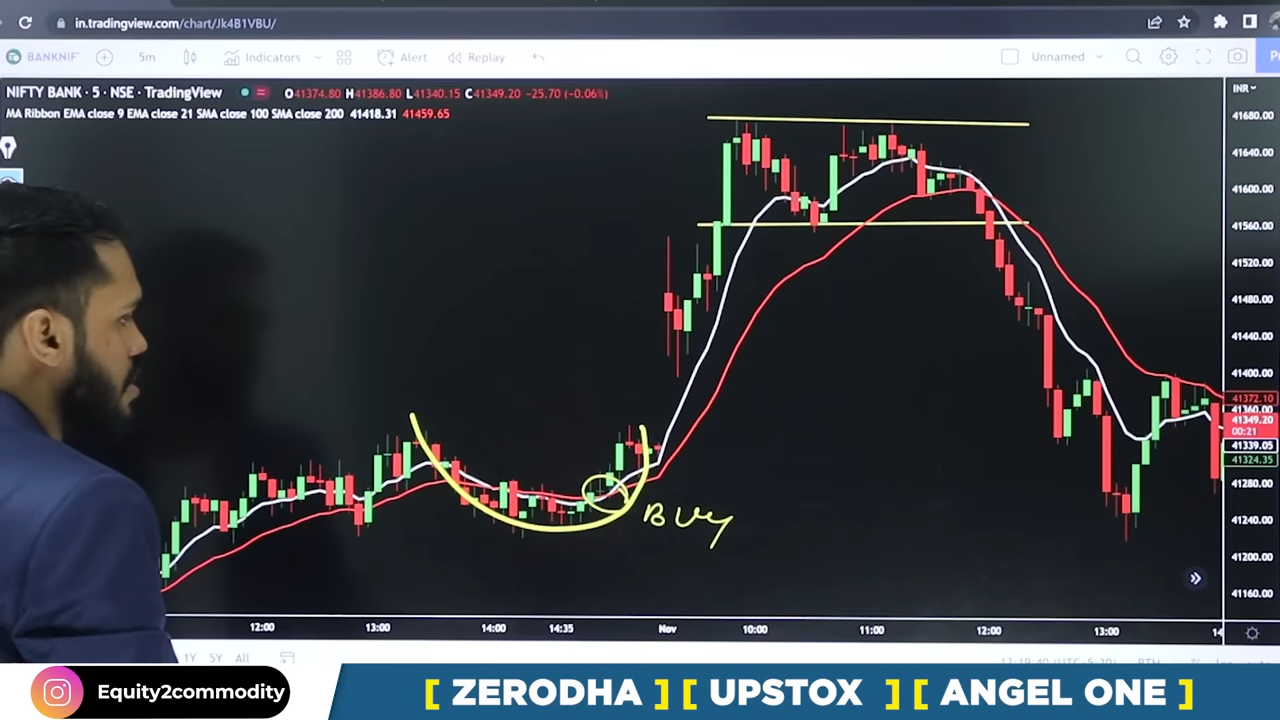 in.tradingview.com/chart/Jk4B1VBU/
BANKNIF 5m Indicators Alert Replay Unnamed
NIFTY BANK · 5 · NSE · TradingView O41374.80 H41386.80 L41340.15 C41349.20 -25.70 (-0.06%)
MA Ribbon EMA close 9 EMA close 21 SMA close 100 SMA close 200 41418.31 41459.65
INR
41680.00
41640.00
41600.00
41560.00
41520.00
41480.00
41440.00
41400.00
41372.10
41360.00
41349.20
00:21
41339.05
41324.35
41280.00
41240.00
41200.00
41160.00
Buy
12:00 13:00 14:00 14:35 Nov 10:00 11:00 12:00 13:00 14
1Y 5Y All
Equity2commodity
[ ZERODHA ] [ UPSTOX ] [ ANGEL ONE ]